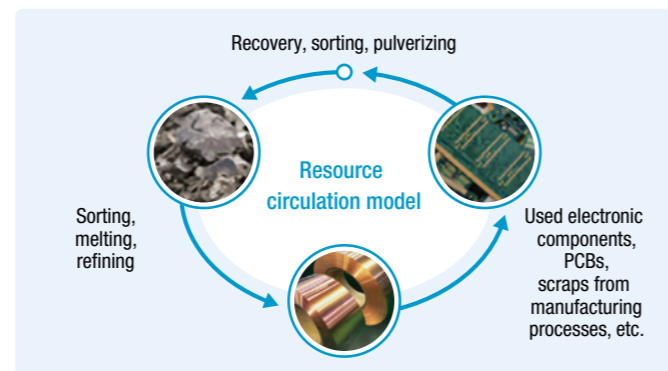 Recovery, sorting, pulverizing
Resource
circulation model
Sorting,
melting,
refining
Used electronic
components,
PCBs,
scraps from
manufacturing
processes, etc.